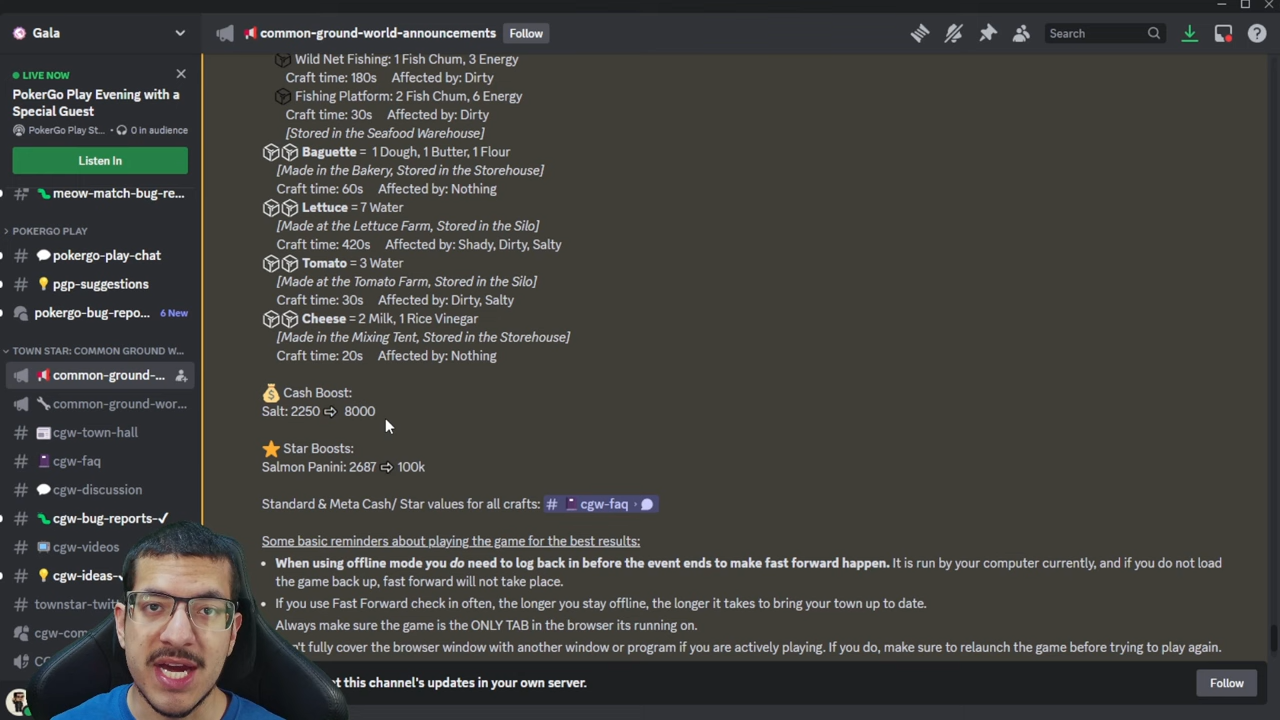 Gala
common-ground-world-announcements
Follow
Search
LIVE NOW
PokerGo Play Evening with a
Special Guest
PokerGo Play St... · 0 in audience
Listen In
meow-match-bug-re...
POKERGO PLAY
pokergo-play-chat
pgp-suggestions
pokergo-bug-repo... 6 New
TOWN STAR: COMMON GROUND W...
common-ground-...
common-ground-wor...
cgw-town-hall
cgw-faq
cgw-discussion
cgw-bug-reports-✓
cgw-videos
cgw-ideas-
townstar-twit
cgw-com
Wild Net Fishing: 1 Fish Chum, 3 Energy
Craft time: 180s Affected by: Dirty
Fishing Platform: 2 Fish Chum, 6 Energy
Craft time: 30s Affected by: Dirty
[Stored in the Seafood Warehouse]
Baguette = 1 Dough, 1 Butter, 1 Flour
[Made in the Bakery, Stored in the Storehouse]
Craft time: 60s Affected by: Nothing
Lettuce = 7 Water
[Made at the Lettuce Farm, Stored in the Silo]
Craft time: 420s Affected by: Shady, Dirty, Salty
Tomato = 3 Water
[Made at the Tomato Farm, Stored in the Silo]
Craft time: 30s Affected by: Dirty, Salty
Cheese = 2 Milk, 1 Rice Vinegar
[Made in the Mixing Tent, Stored in the Storehouse]
Craft time: 20s Affected by: Nothing
Cash Boost:
Salt: 2250 ⇨ 8000
Star Boosts:
Salmon Panini: 2687 ⇨ 100k
Standard & Meta Cash/ Star values for all crafts: # cgw-faq ›
Some basic reminders about playing the game for the best results:
• When using offline mode you do need to log back in before the event ends to make fast forward happen. It is run by your computer currently, and if you do not load
the game back up, fast forward will not take place.
• If you use Fast Forward check in often, the longer you stay offline, the longer it takes to bring your town up to date.
Always make sure the game is the ONLY TAB in the browser its running on.
't fully cover the browser window with another window or program if you are actively playing. If you do, make sure to relaunch the game before trying to play again.
t this channel's updates in your own server.
Follow